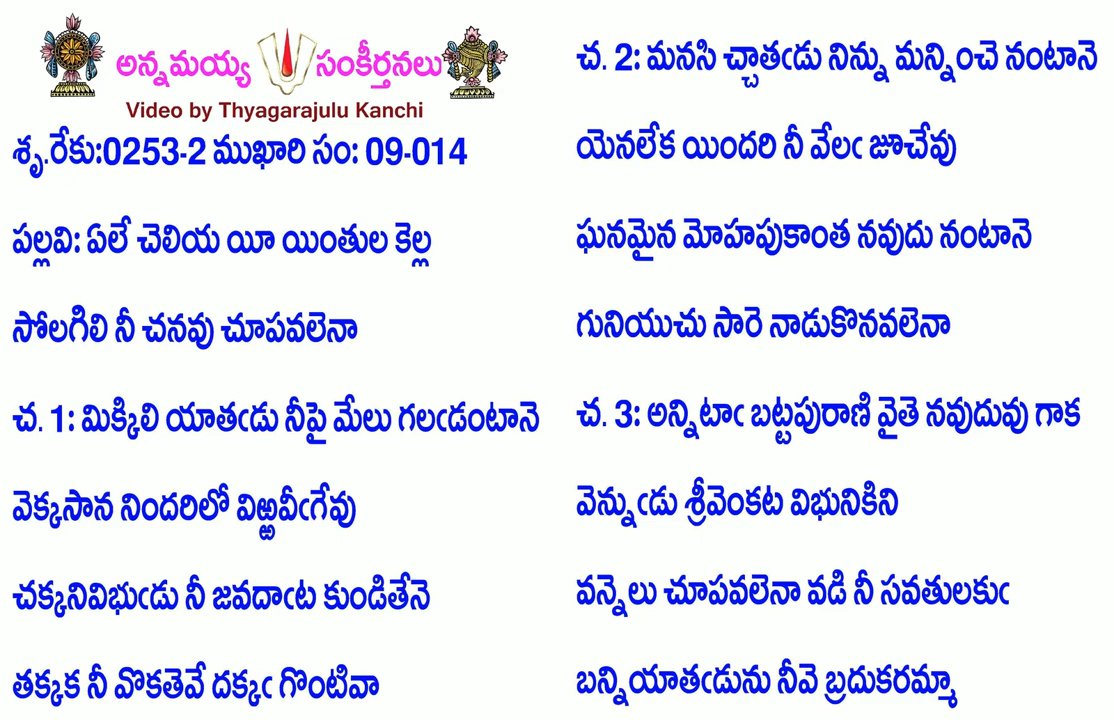 అన్నమయ్య సంకీర్తనలు
Video by Thyagarajulu Kanchi
శృ.రేకు:0253-2 ముఖారి సం: 09-014
పల్లవి: ఏలే చెలియ యీ యింతుల కెల్ల
సోలగిలి నీ చనవు చూపవలెనా
చ. 1: మిక్కిలి యాతఁడు నీపై మేలు గలఁడంటానె
వెక్కసాన నిందరిలో విఱ్ఱవీఁగేవు
చక్కనివిభుఁడు నీ జవదాఁట కుండితేనె
తక్కక నీ వొకతెవే దక్కఁ గొంటివా
చ. 2: మనసి చ్చాతఁడు నిన్ను మన్నించె నంటానె
యెనలేక యిందరి నీ వేలఁ జూచేవు
ఘనమైన మోహపుకాంత నవుదు నంటానె
గునియుచు సారె నాడుకొనవలెనా
చ. 3: అన్నిటాఁ బట్టపురాణి వైతె నవుదువు గాక
వెన్నుఁడు శ్రీవెంకట విభునికిని
వన్నెలు చూపవలెనా వడి నీ సవతులకుఁ
బన్నియాతఁడును నీవె బ్రదుకరమ్మా